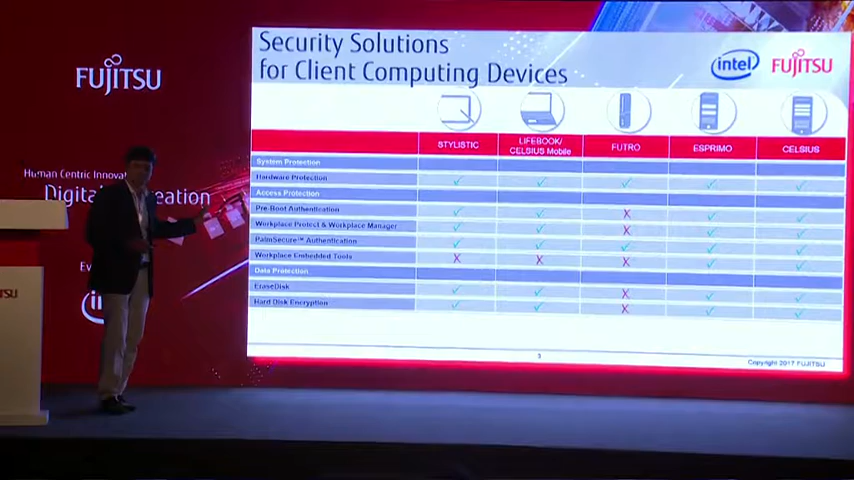 Security Solutions
for Client Computing Devices
intel
FUJITSU
FUJITSU
STYLISTIC
LIFEBOOK/
CELSIUS Mobile
FUTRO
ESPRIMO
CELSIUS
System Protection
Hardware Protection
Access Protection
Pre-Boot Authentication
Workplace Protect & Workplace Manager
PalmSecure™ Authentication
Workplace Embedded Tools
Data Protection
EraseDisk
Hard Disk Encryption
3
Copyright 2017 FUJITSU
Human Centric Innov
Digita eation